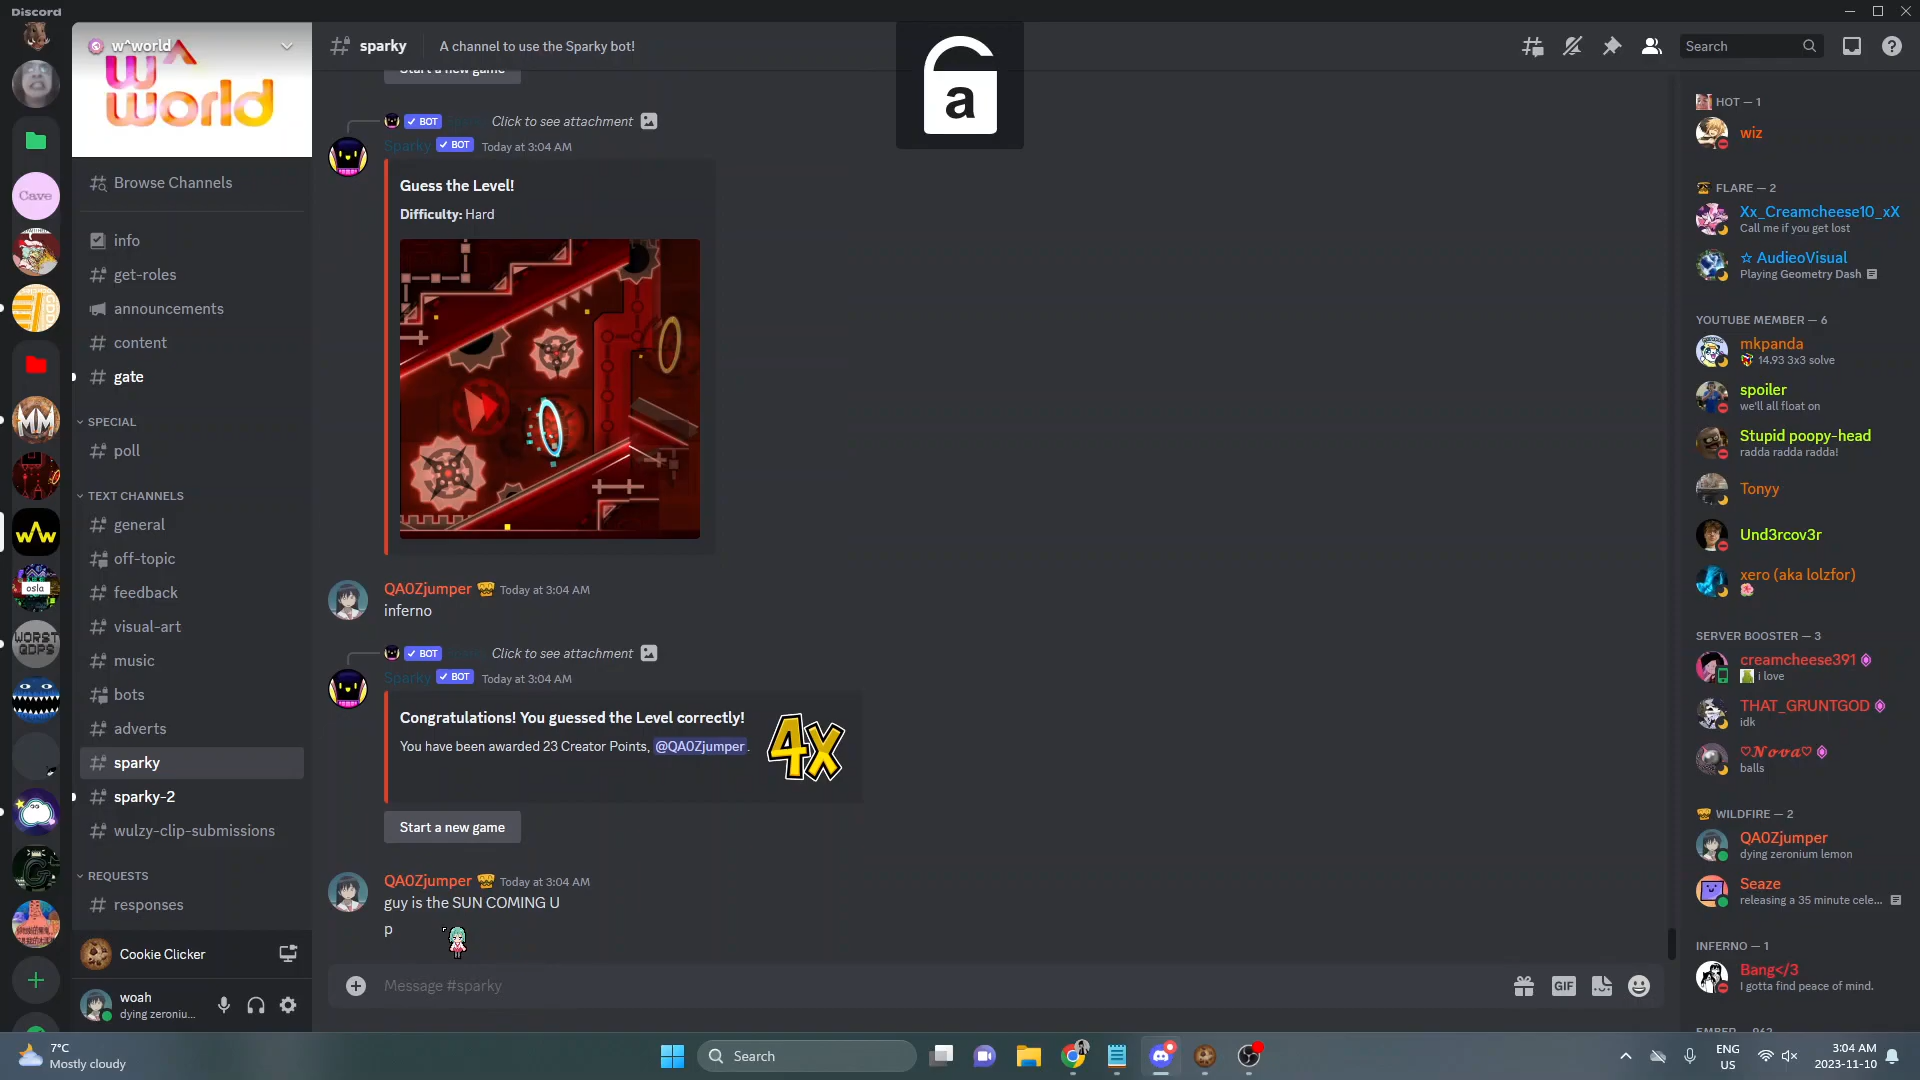 Discord
w^world
w^
world
Browse Channels
info
get-roles
announcements
content
gate
SPECIAL
poll
TEXT CHANNELS
general
off-topic
feedback
visual-art
music
bots
adverts
sparky
sparky-2
wulzy-clip-submissions
REQUESTS
responses
Cookie Clicker
woah
dying zeroniu...
Cave
MM
osla
WORST
GDPS
sparky
A channel to use the Sparky bot!
a
Search
Start a new game
BOT Click to see attachment
Sparky BOT Today at 3:04 AM
Guess the Level!
Difficulty: Hard
QA0Zjumper Today at 3:04 AM
inferno
BOT Click to see attachment
Sparky BOT Today at 3:04 AM
Congratulations! You guessed the Level correctly!
You have been awarded 23 Creator Points, @QA0Zjumper.
4x
Start a new game
QA0Zjumper Today at 3:04 AM
guy is the SUN COMING U
p
Message #sparky
GIF
HOT — 1
wiz
FLARE — 2
Xx_Creamcheese10_xX
Call me if you get lost
☆ AudieoVisual
Playing Geometry Dash
YOUTUBE MEMBER — 6
mkpanda
14.93 3x3 solve
spoiler
we'll all float on
Stupid poopy-head
radda radda radda!
Tonyy
Und3rcov3r
xero (aka lolzfor)
SERVER BOOSTER — 3
creamcheese391
i love
THAT_GRUNTGOD
idk
♡𝓝𝓸𝓿𝓪♡
balls
WILDFIRE — 2
QA0Zjumper
dying zeronium lemon
Seaze
releasing a 35 minute cele...
INFERNO — 1
Bang</3
I gotta find peace of mind.
7°C
Mostly cloudy
Search
ENG
US
3:04 AM
2023-11-10